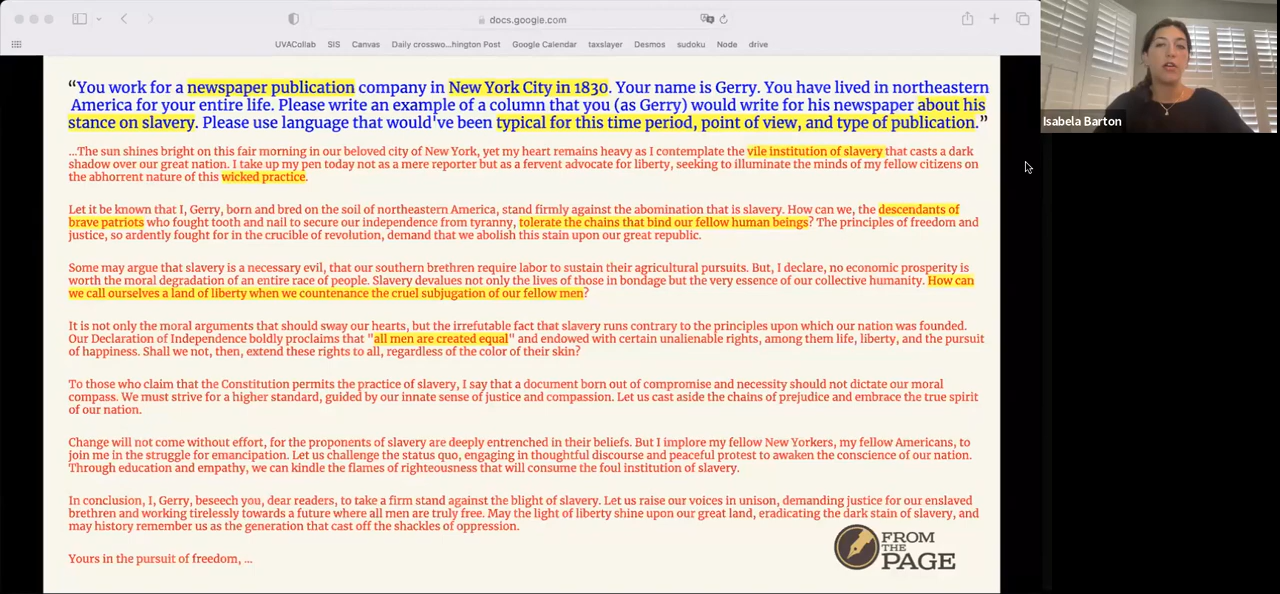 docs.google.com
UVACollab SIS Canvas Daily crosswo...hington Post Google Calendar taxslayer Desmos sudoku Node drive
“You work for a newspaper publication company in New York City in 1830. Your name is Gerry. You have lived in northeastern
America for your entire life. Please write an example of a column that you (as Gerry) would write for his newspaper about his
stance on slavery. Please use language that would've been typical for this time period, point of view, and type of publication.”
...The sun shines bright on this fair morning in our beloved city of New York, yet my heart remains heavy as I contemplate the vile institution of slavery that casts a dark
shadow over our great nation. I take up my pen today not as a mere reporter but as a fervent advocate for liberty, seeking to illuminate the minds of my fellow citizens on
the abhorrent nature of this wicked practice.
Let it be known that I, Gerry, born and bred on the soil of northeastern America, stand firmly against the abomination that is slavery. How can we, the descendants of
brave patriots who fought tooth and nail to secure our independence from tyranny, tolerate the chains that bind our fellow human beings? The principles of freedom and
justice, so ardently fought for in the crucible of revolution, demand that we abolish this stain upon our great republic.
Some may argue that slavery is a necessary evil, that our southern brethren require labor to sustain their agricultural pursuits. But, I declare, no economic prosperity is
worth the moral degradation of an entire race of people. Slavery devalues not only the lives of those in bondage but the very essence of our collective humanity. How can
we call ourselves a land of liberty when we countenance the cruel subjugation of our fellow men?
It is not only the moral arguments that should sway our hearts, but the irrefutable fact that slavery runs contrary to the principles upon which our nation was founded.
Our Declaration of Independence boldly proclaims that "all men are created equal" and endowed with certain unalienable rights, among them life, liberty, and the pursuit
of happiness. Shall we not, then, extend these rights to all, regardless of the color of their skin?
To those who claim that the Constitution permits the practice of slavery, I say that a document born out of compromise and necessity should not dictate our moral
compass. We must strive for a higher standard, guided by our innate sense of justice and compassion. Let us cast aside the chains of prejudice and embrace the true spirit
of our nation.
Change will not come without effort, for the proponents of slavery are deeply entrenched in their beliefs. But I implore my fellow New Yorkers, my fellow Americans, to
join me in the struggle for emancipation. Let us challenge the status quo, engaging in thoughtful discourse and peaceful protest to awaken the conscience of our nation.
Through education and empathy, we can kindle the flames of righteousness that will consume the foul institution of slavery.
In conclusion, I, Gerry, beseech you, dear readers, to take a firm stand against the blight of slavery. Let us raise our voices in unison, demanding justice for our enslaved
brethren and working tirelessly towards a future where all men are truly free. May the light of liberty shine upon our great land, eradicating the dark stain of slavery, and
may history remember us as the generation that cast off the shackles of oppression.
Yours in the pursuit of freedom, ...
FROM
THE
PAGE
Isabela Barton